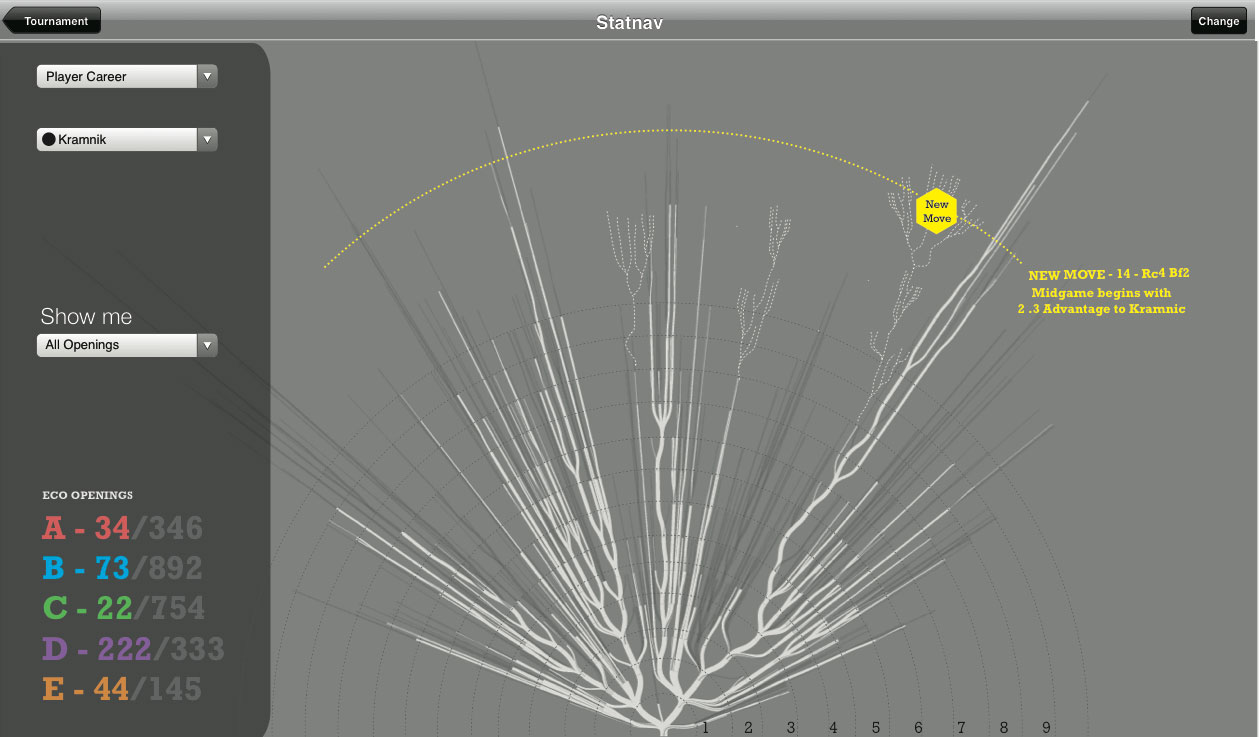 Tournament
Statnav
Change
Player Career
Kramnik
New
Move
NEW MOVE - 14 - Rc4 Bf2
Midgame begins with
2 .3 Advantage to Kramnic
Show me
All Openings
ECO OPENINGS
A - 34/346
B - 73/892
C - 22/754
D - 222/333
E - 44/145
1 2 3 4 5 6 7 8 9